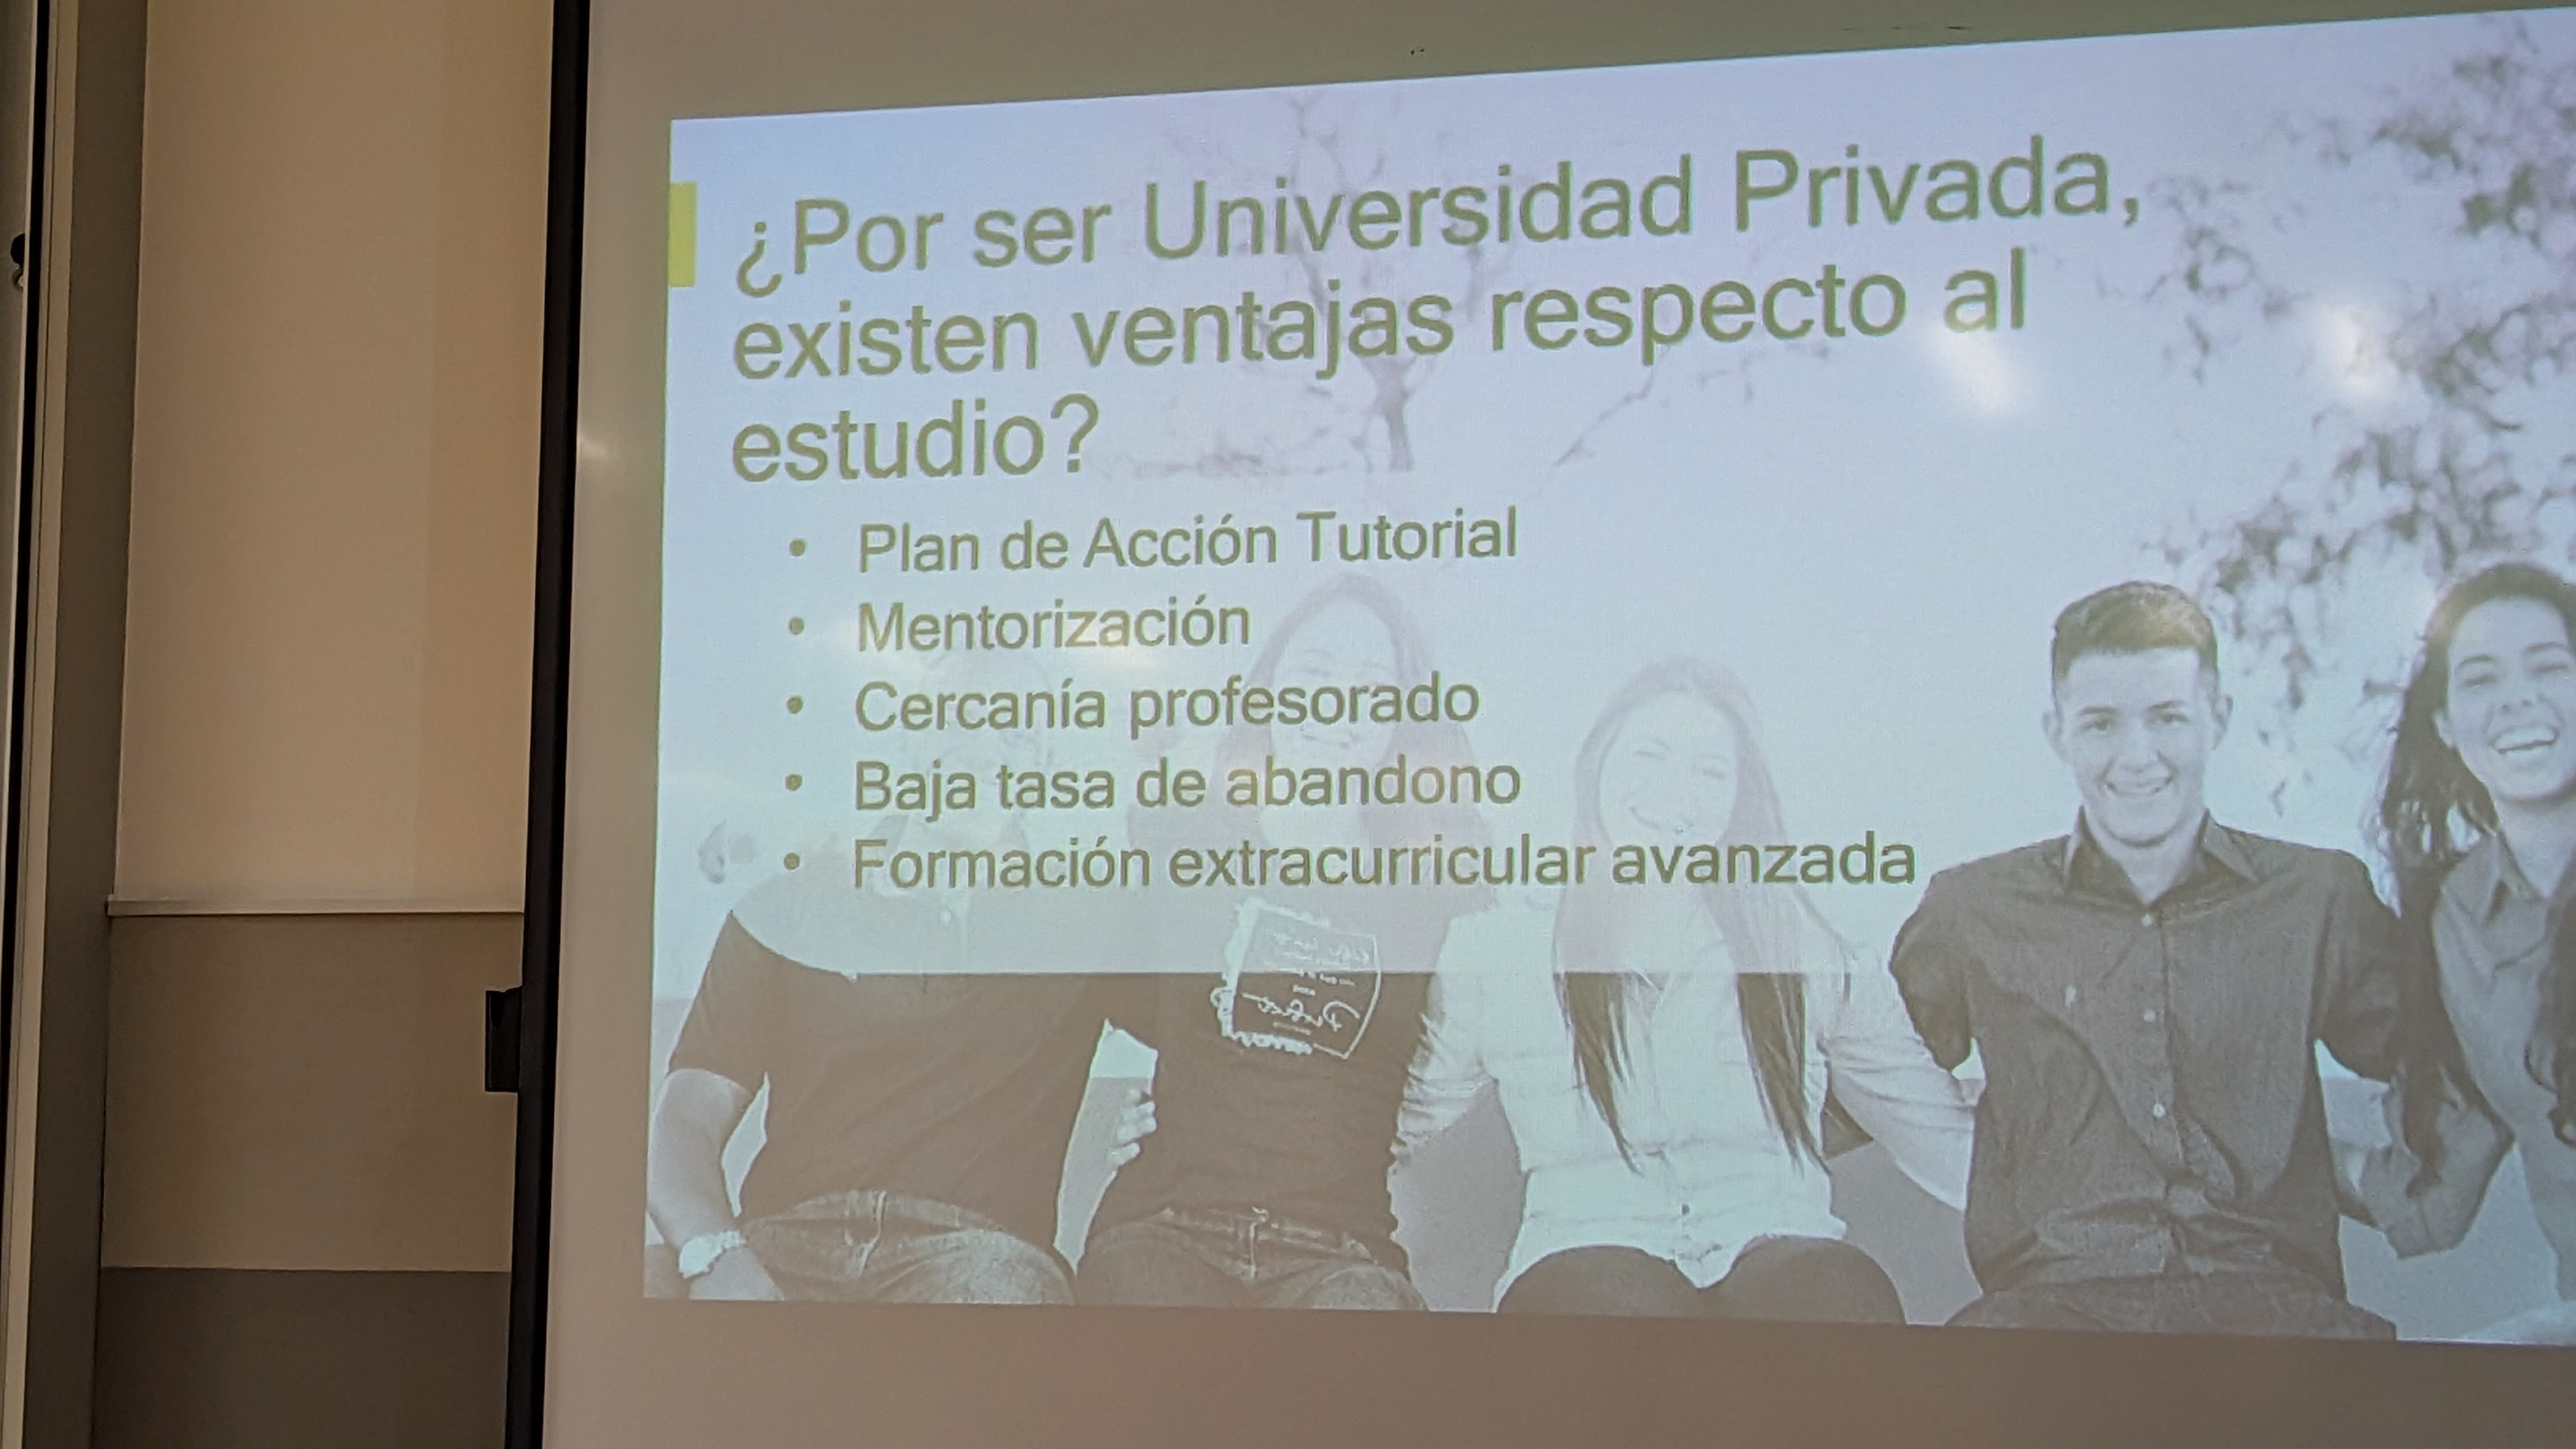 ¿Por ser Universidad Privada,
existen ventajas respecto al
estudio?
• Plan de Acción Tutorial
• Mentorización
• Cercanía profesorado
• Baja tasa de abandono
• Formación extracurricular avanzada